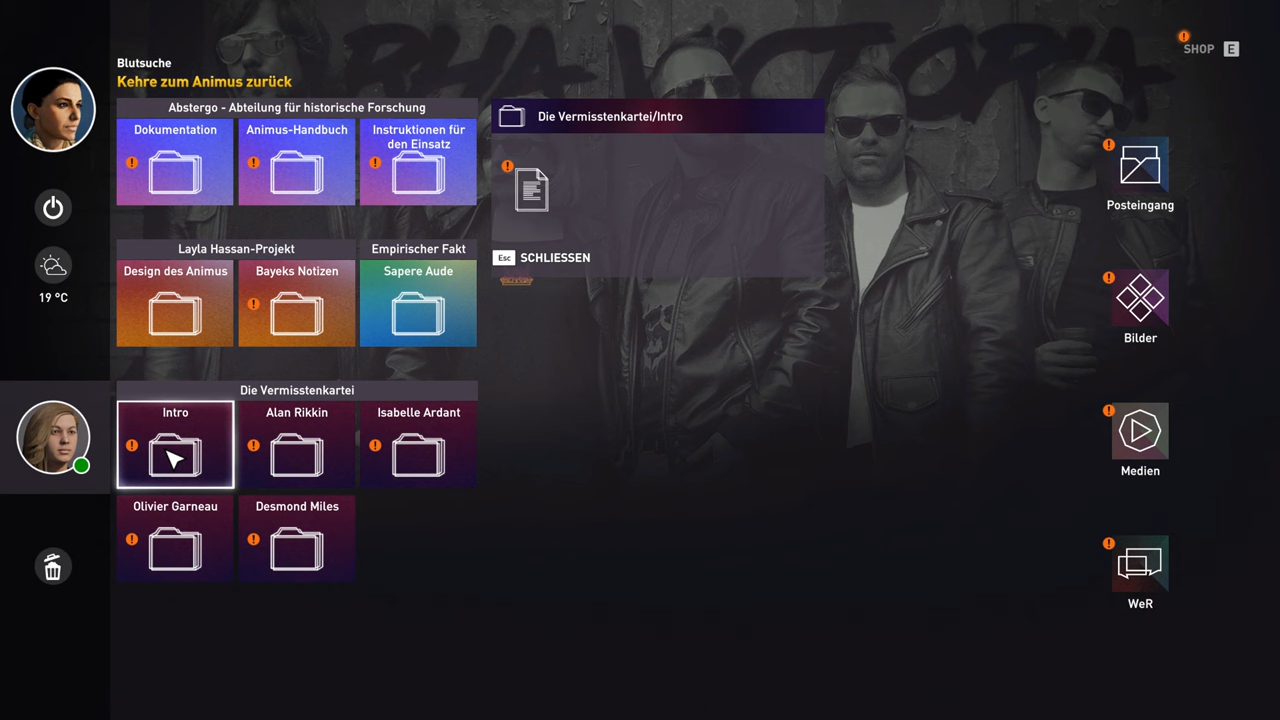 SHOP E
Blutsuche
Kehre zum Animus zurück
Abstergo - Abteilung für historische Forschung
Dokumentation
Animus-Handbuch
Instruktionen für
den Einsatz
Die Vermisstenkartei/Intro
Esc SCHLIESSEN
Layla Hassan-Projekt
Empirischer Fakt
Design des Animus
Bayeks Notizen
Sapere Aude
19 °C
Die Vermisstenkartei
Intro
Alan Rikkin
Isabelle Ardant
Olivier Garneau
Desmond Miles
Posteingang
Bilder
Medien
WeR